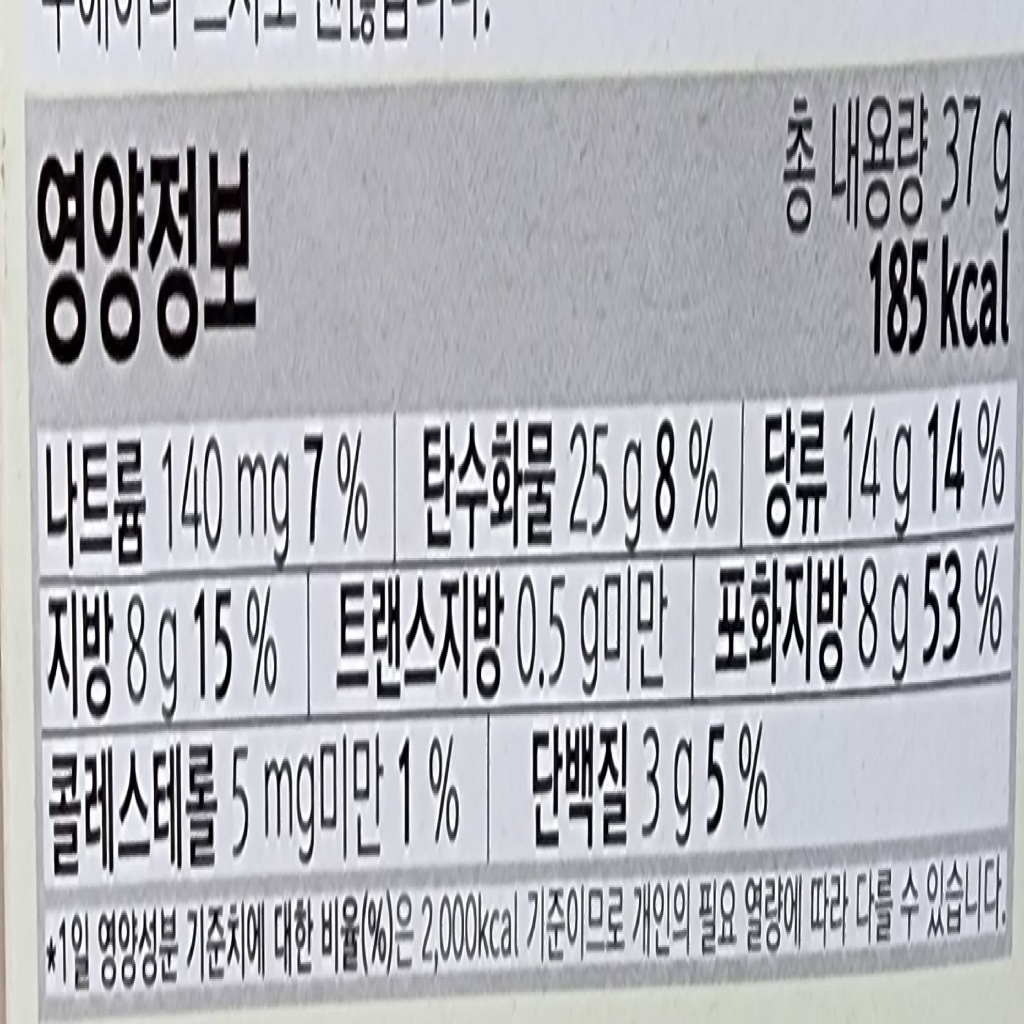 영양정보
총 내용량 37 g
185 kcal
나트륨 140 mg 7 % 탄수화물 25 g 8 % 당류 14 g 14 %
지방 8 g 15 % 트랜스지방 0.5 g미만 포화지방 8 g 53 %
콜레스테롤 5 mg미만 1 % 단백질 3 g 5 %
*1일 영양성분 기준치에 대한 비율(%)은 2,000kcal 기준이므로 개인의 필요 열량에 따라 다를 수 있습니다.